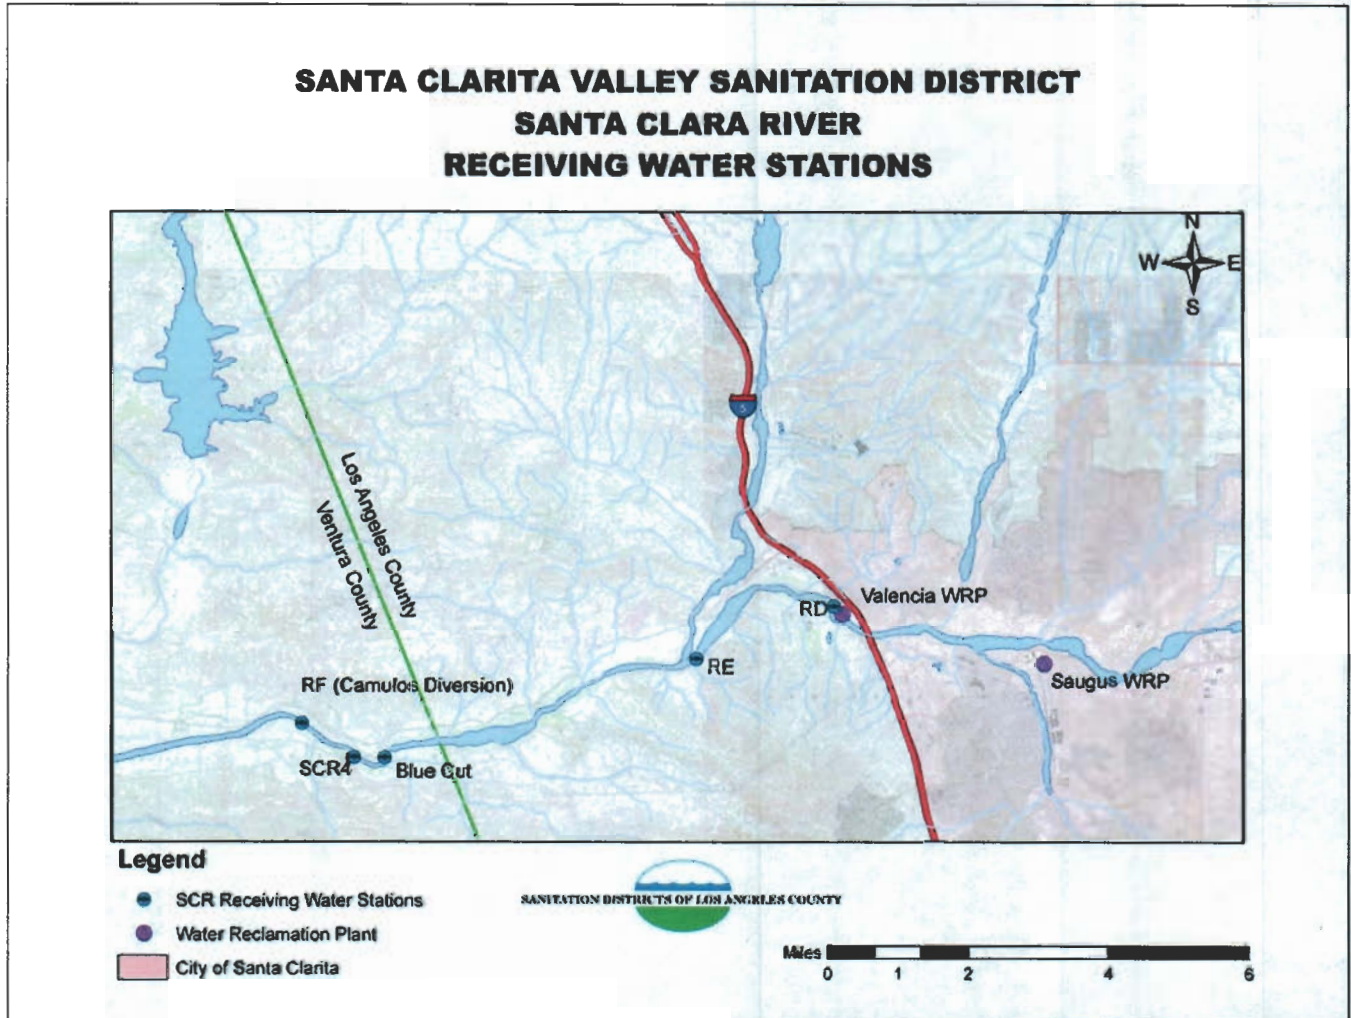 SANTA CLARITA VALLEY SANITATION DISTRICT
SANTA CLARA RIVER
RECEIVING WATER STATIONS
N
W E
S
5
Los Angeles County
Ventura County
Valencia WRP
RD
RE
Saugus WRP
RF (Camulos Diversion)
SCR4
Blue Cut
Legend
SCR Receiving Water Stations
Water Reclamation Plant
City of Santa Clarita
SANITATION DISTRICTS OF LOS ANGELES COUNTY
Miles
0 1 2 4 6